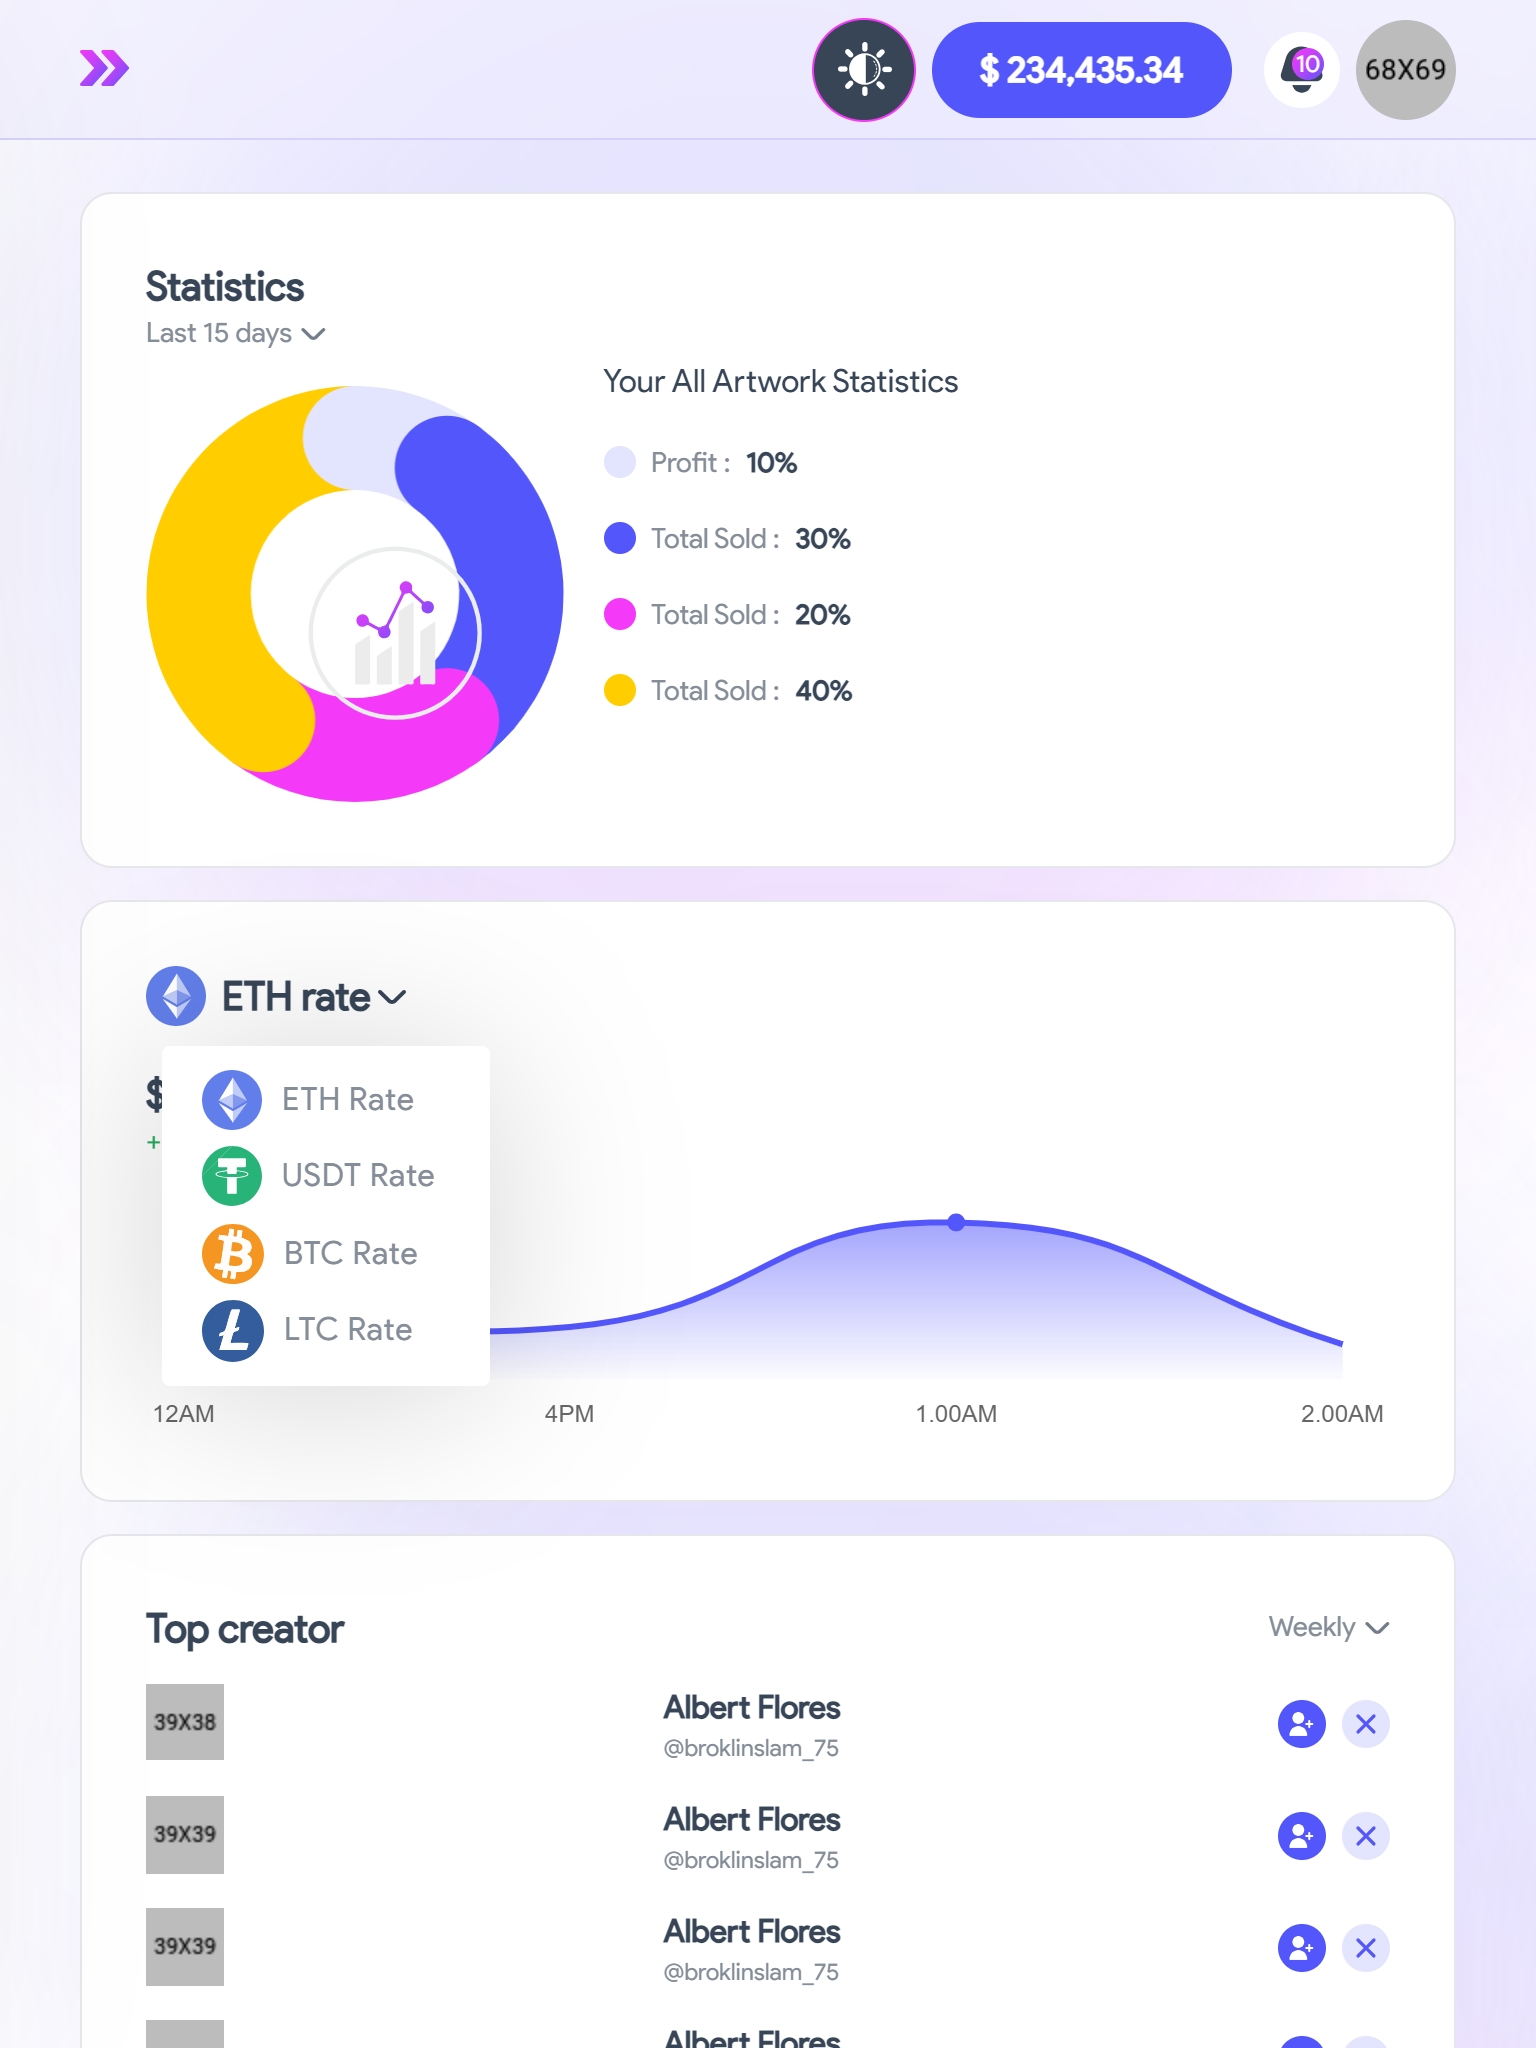 $ 234,435.34
10
68X69
Statistics
Last 15 days
Your All Artwork Statistics
Profit : 10%
Total Sold : 30%
Total Sold : 20%
Total Sold : 40%
ETH rate
$
+
ETH Rate
USDT Rate
BTC Rate
LTC Rate
12AM 4PM 1.00AM 2.00AM
Top creator
Weekly
39X38
Albert Flores
@broklinslam_75
39X39
Albert Flores
@broklinslam_75
39X39
Albert Flores
@broklinslam_75
Albert Flores